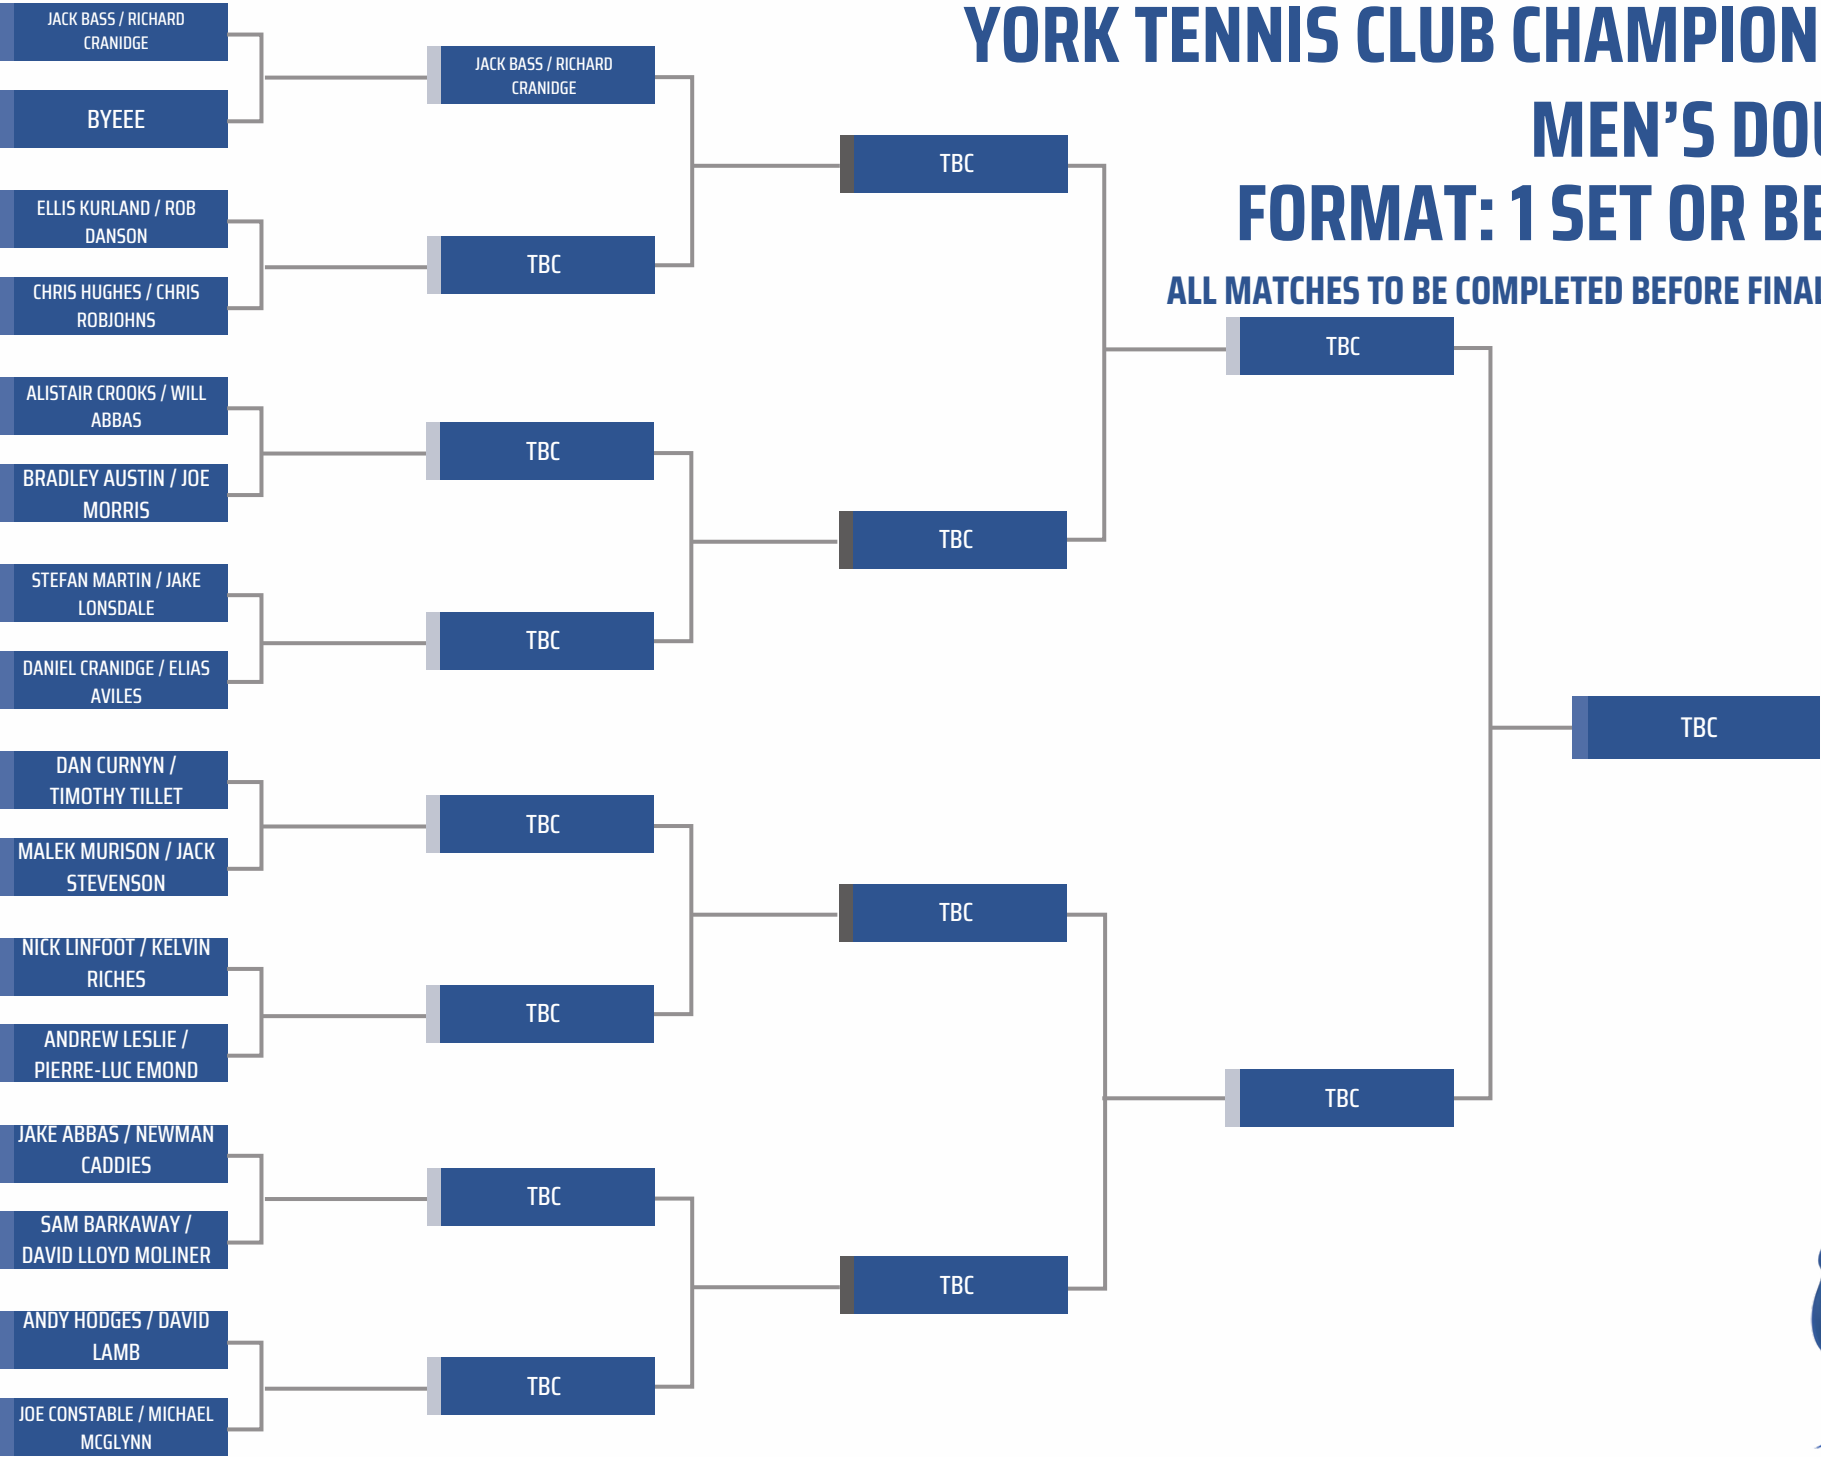 YORK TENNIS CLUB CHAMPION
MEN'S DOU
FORMAT: 1 SET OR BE
ALL MATCHES TO BE COMPLETED BEFORE FINAL
JACK BASS / RICHARD
CRANIDGE
BYEEE
ELLIS KURLAND / ROB
DANSON
CHRIS HUGHES / CHRIS
ROBJOHNS
ALISTAIR CROOKS / WILL
ABBAS
BRADLEY AUSTIN / JOE
MORRIS
STEFAN MARTIN / JAKE
LONSDALE
DANIEL CRANIDGE / ELIAS
AVILES
DAN CURNYN /
TIMOTHY TILLET
MALEK MURISON / JACK
STEVENSON
NICK LINFOOT / KELVIN
RICHES
ANDREW LESLIE /
PIERRE-LUC EMOND
JAKE ABBAS / NEWMAN
CADDIES
SAM BARKAWAY /
DAVID LLOYD MOLINER
ANDY HODGES / DAVID
LAMB
JOE CONSTABLE / MICHAEL
MCGLYNN
JACK BASS / RICHARD
CRANIDGE
TBC
TBC
TBC
TBC
TBC
TBC
TBC
TBC
TBC
TBC
TBC
TBC
TBC
TBC